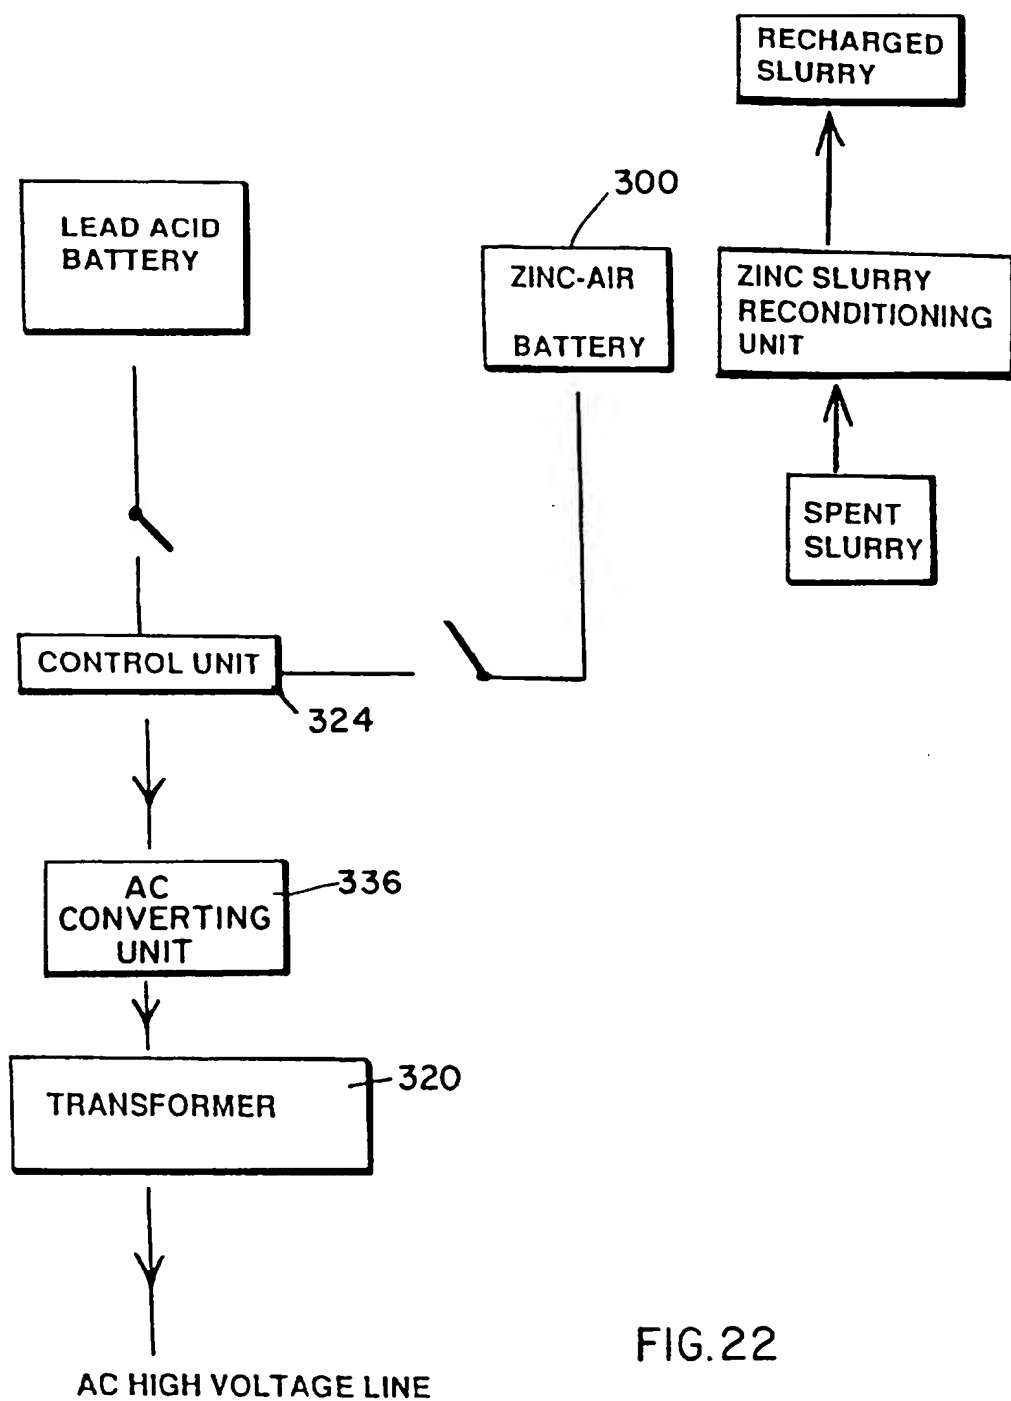 RECHARGED
SLURRY
LEAD ACID
BATTERY
300
ZINC-AIR
BATTERY
ZINC SLURRY
RECONDITIONING
UNIT
SPENT
SLURRY
CONTROL UNIT
324
AC
CONVERTING
UNIT
336
TRANSFORMER
320
AC HIGH VOLTAGE LINE
FIG.22